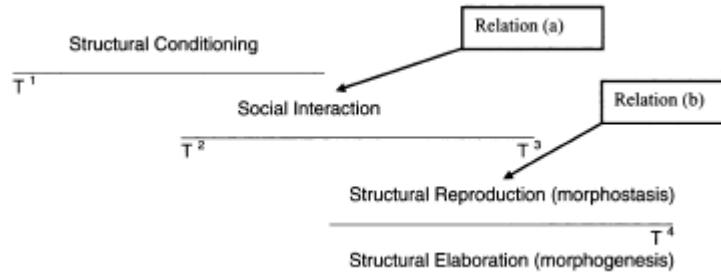 Relation (a)
Structural Conditioning
T 1
Relation (b)
Social Interaction
T 2
T 3
Structural Reproduction (morphostasis)
T 4
Structural Elaboration (morphogenesis)